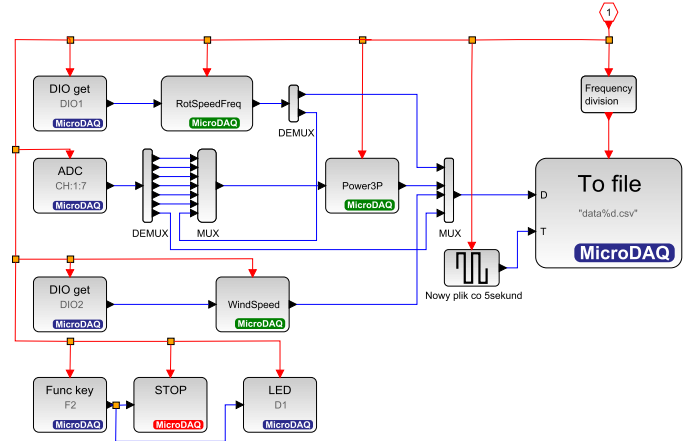 1
DIO get
DIO1
MicroDAQ
RotSpeedFreq
MicroDAQ
DEMUX
Frequency
division
ADC
CH:1:7
MicroDAQ
DEMUX
MUX
Power3P
MicroDAQ
MUX
To file
"data%d.csv"
D
T
MicroDAQ
Nowy plik co 5sekund
DIO get
DIO2
MicroDAQ
WindSpeed
MicroDAQ
Func key
F2
MicroDAQ
STOP
MicroDAQ
LED
D1
MicroDAQ